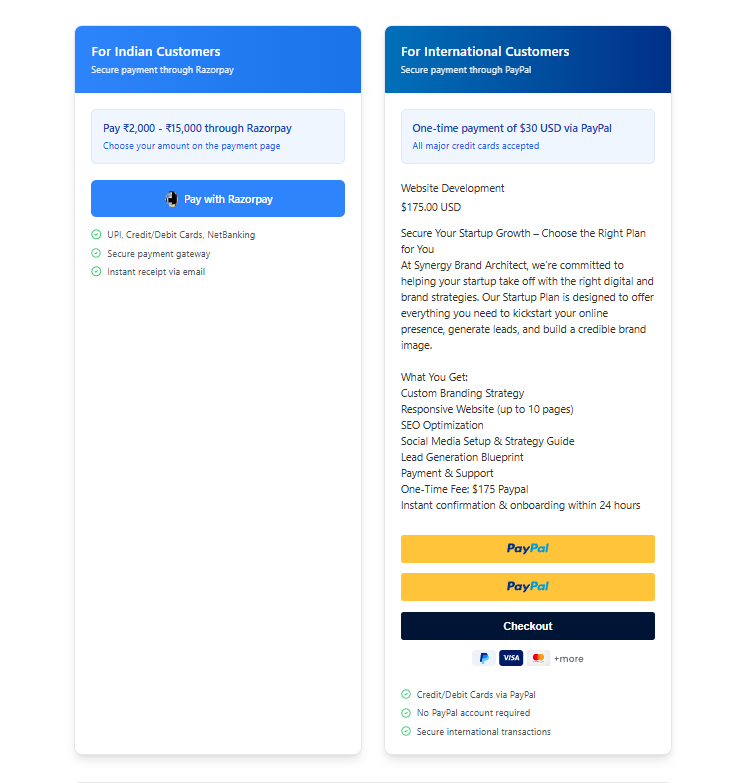 For Indian Customers
Secure payment through Razorpay
Pay ₹2,000 - ₹15,000 through Razorpay
Choose your amount on the payment page
Pay with Razorpay
UPI, Credit/Debit Cards, NetBanking
Secure payment gateway
Instant receipt via email
For International Customers
Secure payment through PayPal
One-time payment of $30 USD via PayPal
All major credit cards accepted
Website Development
$175.00 USD
Secure Your Startup Growth – Choose the Right Plan
for You
At Synergy Brand Architect, we're committed to
helping your startup take off with the right digital and
brand strategies. Our Startup Plan is designed to offer
everything you need to kickstart your online
presence, generate leads, and build a credible brand
image.
What You Get:
Custom Branding Strategy
Responsive Website (up to 10 pages)
SEO Optimization
Social Media Setup & Strategy Guide
Lead Generation Blueprint
Payment & Support
One-Time Fee: $175 Paypal
Instant confirmation & onboarding within 24 hours
PayPal
PayPal
Checkout
VISA +more
Credit/Debit Cards via PayPal
No PayPal account required
Secure international transactions